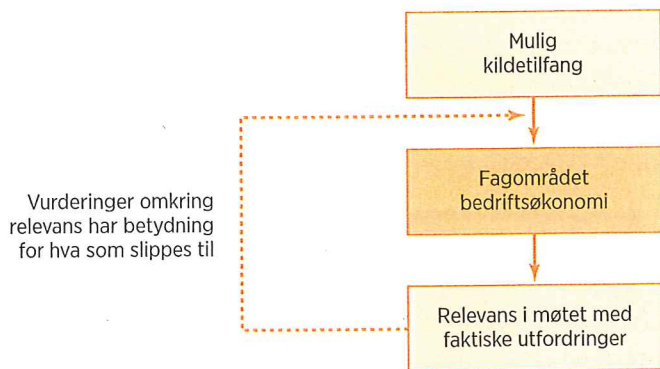 Mulig
kildetilfang
Fagområdet
bedriftsøkonomi
Vurderinger omkring
relevans har betydning
for hva som slippes til
Relevans i møtet med
faktiske utfordringer